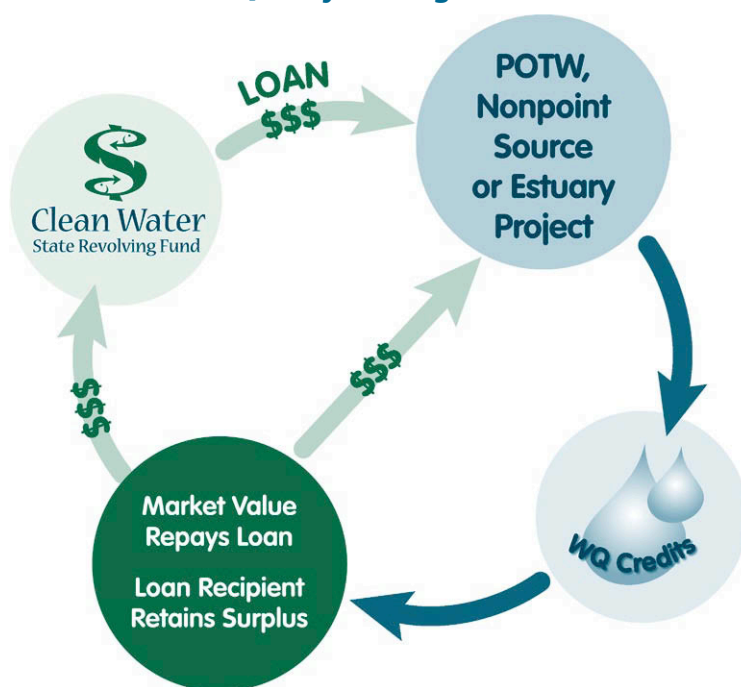 LOAN
$$$
POTW,
Nonpoint
Source
or Estuary
Project
Clean Water
State Revolving Fund
$$$
$$$
Market Value
Repays Loan
Loan Recipient
Retains Surplus
WQ Credits